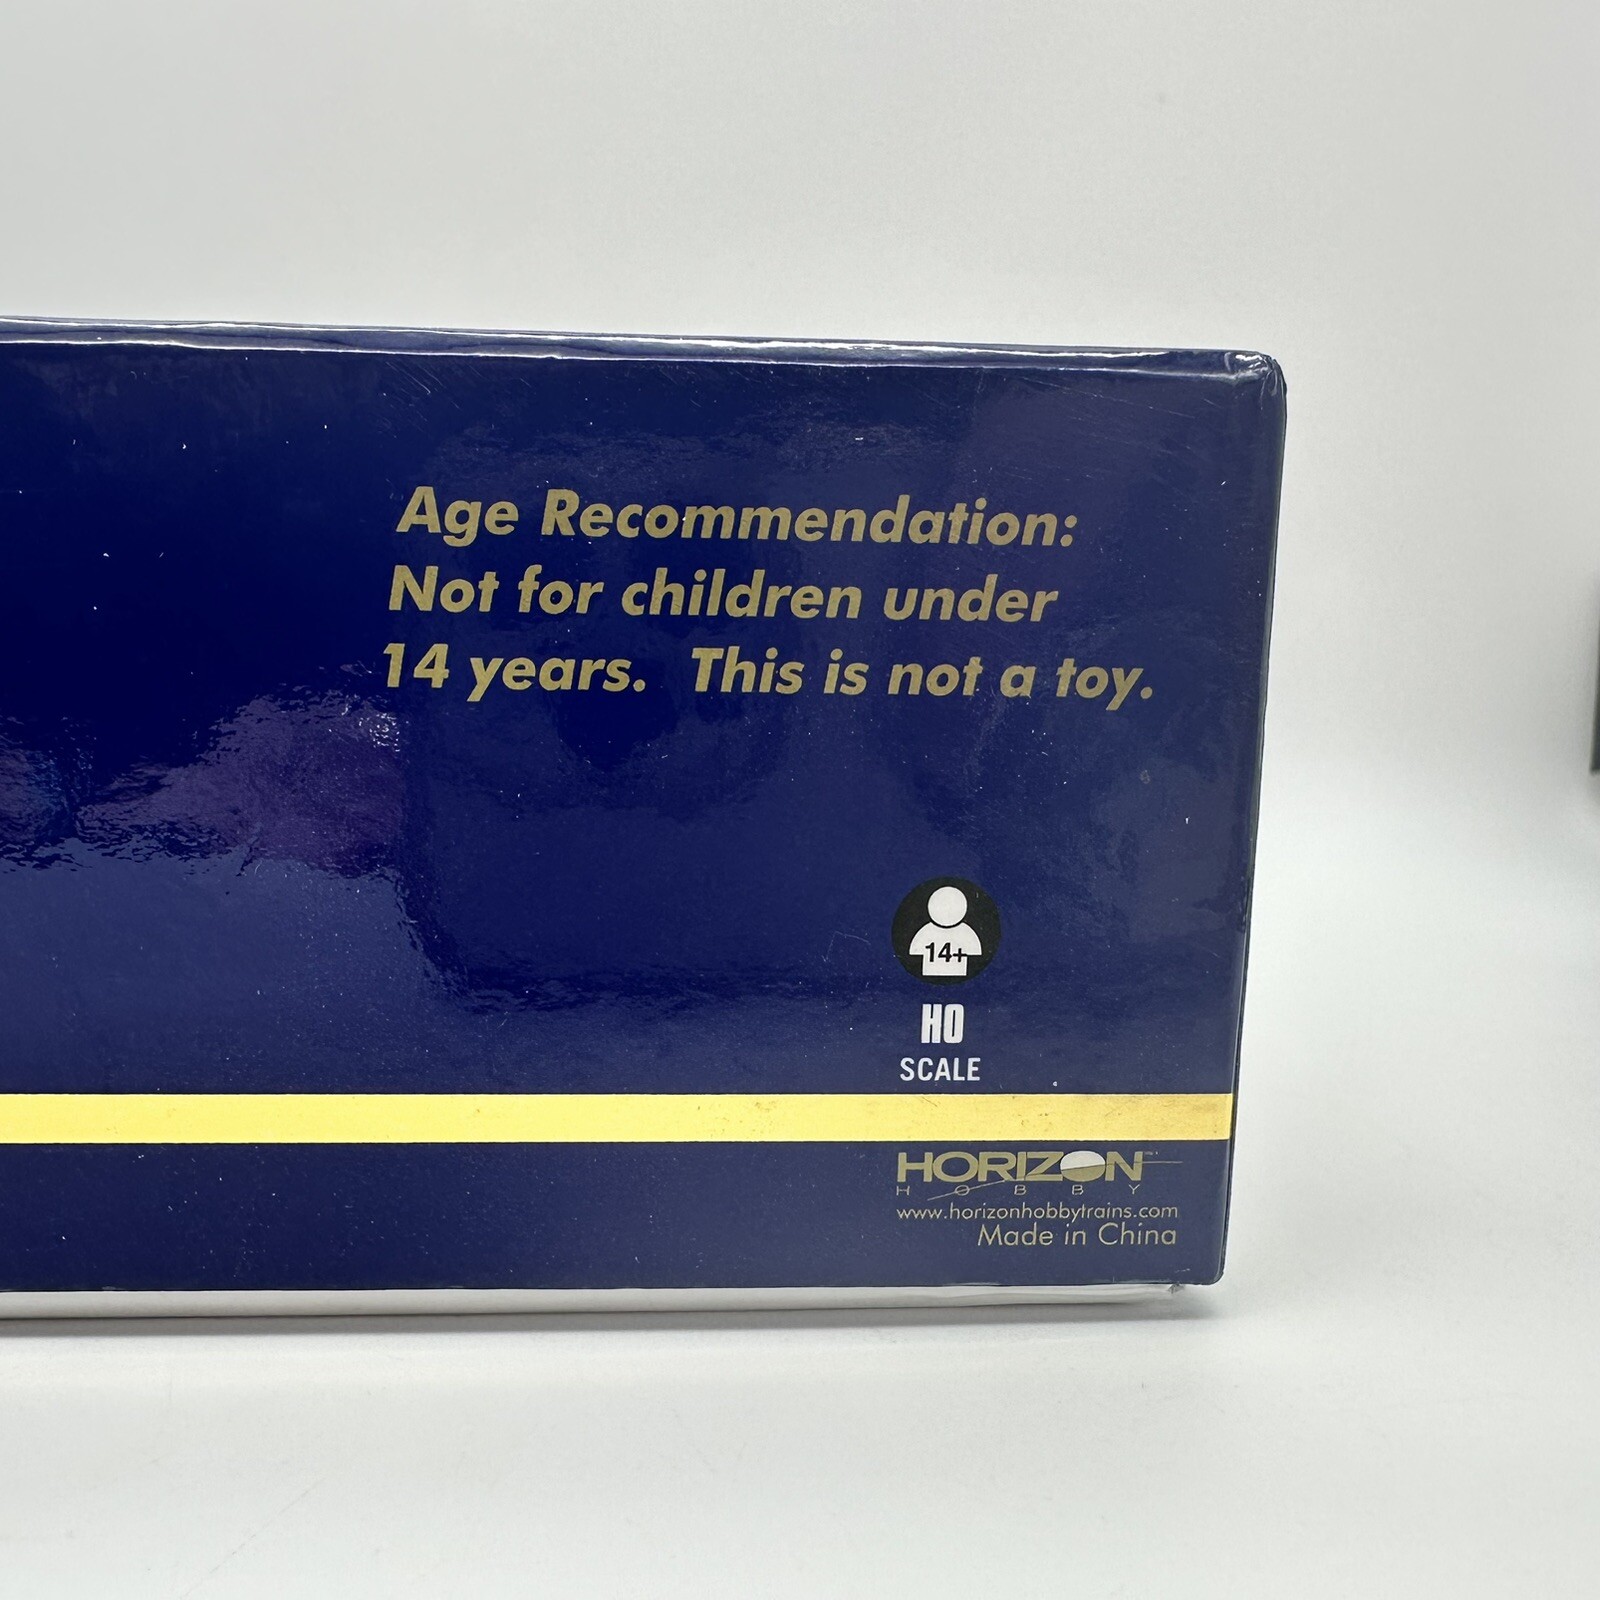 Age Recommendation:
Not for children under
14 years.  This is not a toy.
14+
HO
SCALE
HORIZON
HOBBY
www.horizonhobbytrains.com
Made in China